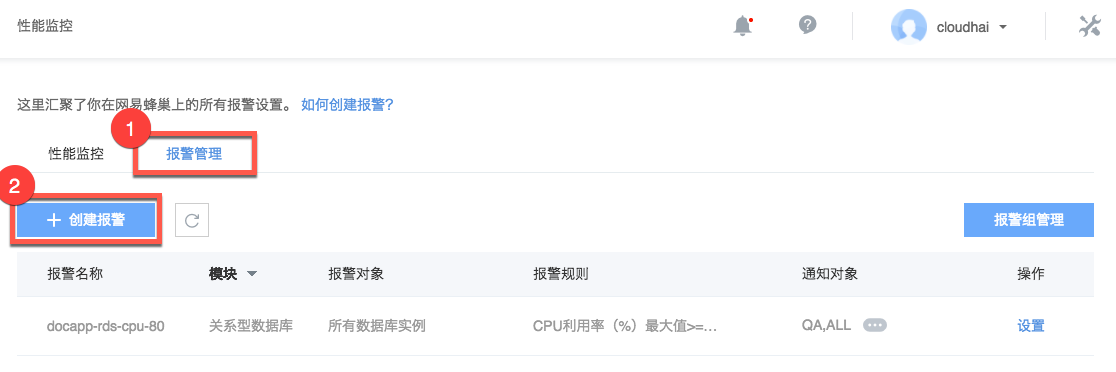 性能监控 cloudhai
这里汇聚了你在网易蜂巢上的所有报警设置。 如何创建报警?
1
性能监控 报警管理
2
创建报警 报警组管理
报警名称 模块 报警对象 报警规则 通知对象 操作
docapp-rds-cpu-80 关系型数据库 所有数据库实例 CPU利用率（%）最大值>=... QA,ALL 设置